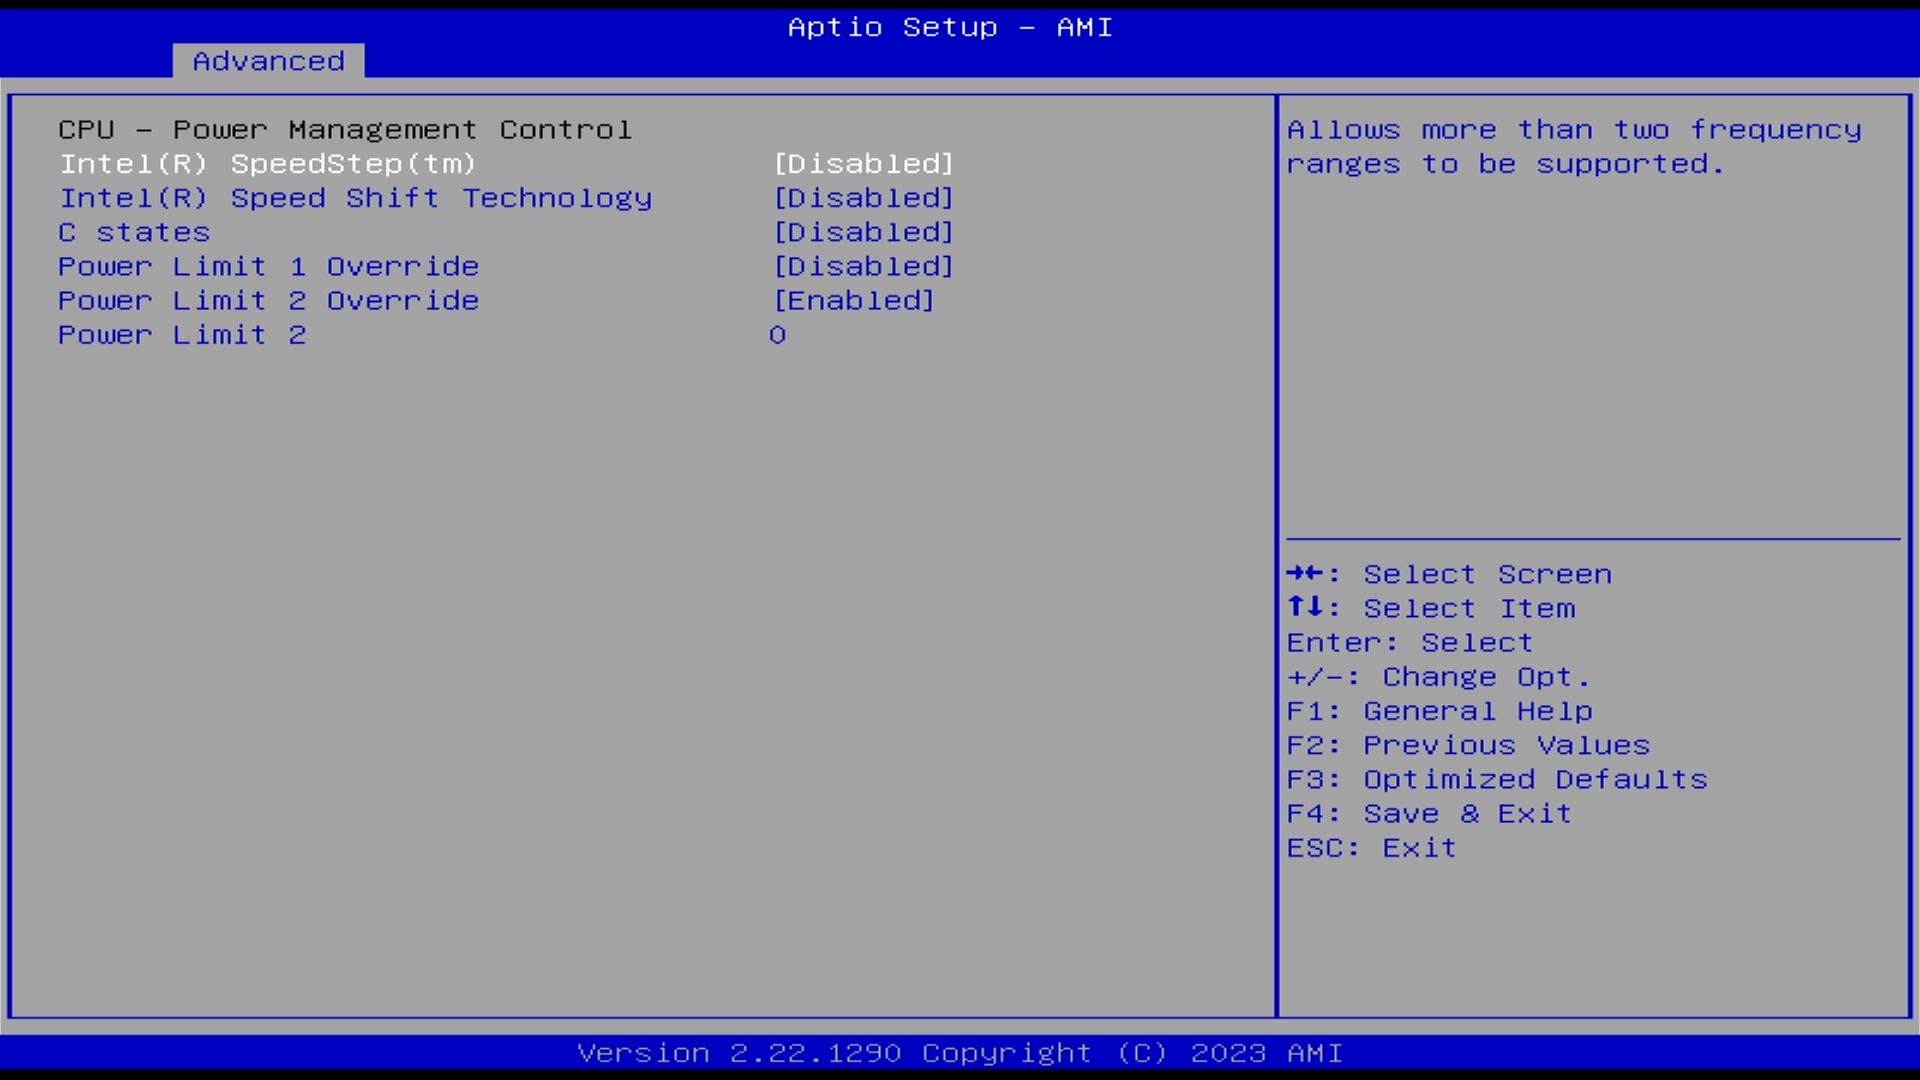 Aptio Setup – AMI
Advanced
CPU – Power Management Control
Intel(R) SpeedStep(tm) [Disabled]
Intel(R) Speed Shift Technology [Disabled]
C states [Disabled]
Power Limit 1 Override [Disabled]
Power Limit 2 Override [Enabled]
Power Limit 2 0
Allows more than two frequency
ranges to be supported.
→←: Select Screen
↑↓: Select Item
Enter: Select
+/–: Change Opt.
F1: General Help
F2: Previous Values
F3: Optimized Defaults
F4: Save & Exit
ESC: Exit
Version 2.22.1290 Copyright (C) 2023 AMI